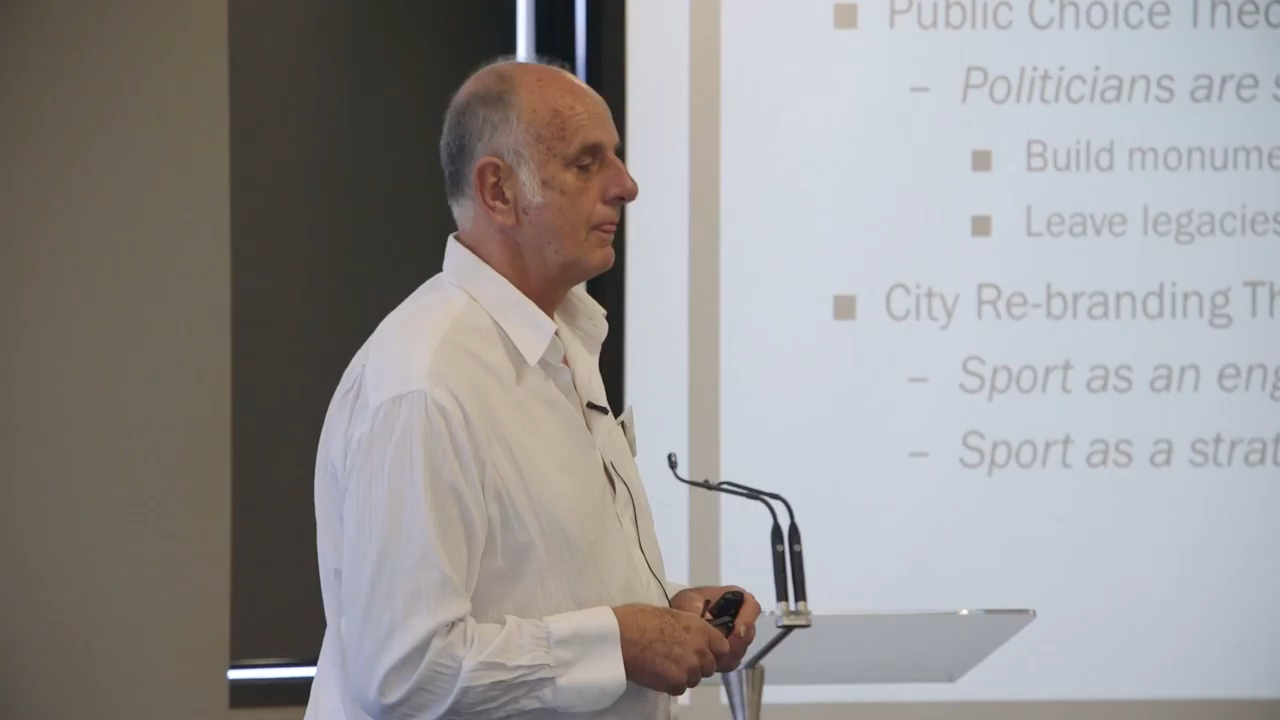 ■ Public Choice Theo
– Politicians are s
■ Build monume
■ Leave legacies
■ City Re-branding Th
– Sport as an eng
– Sport as a strat